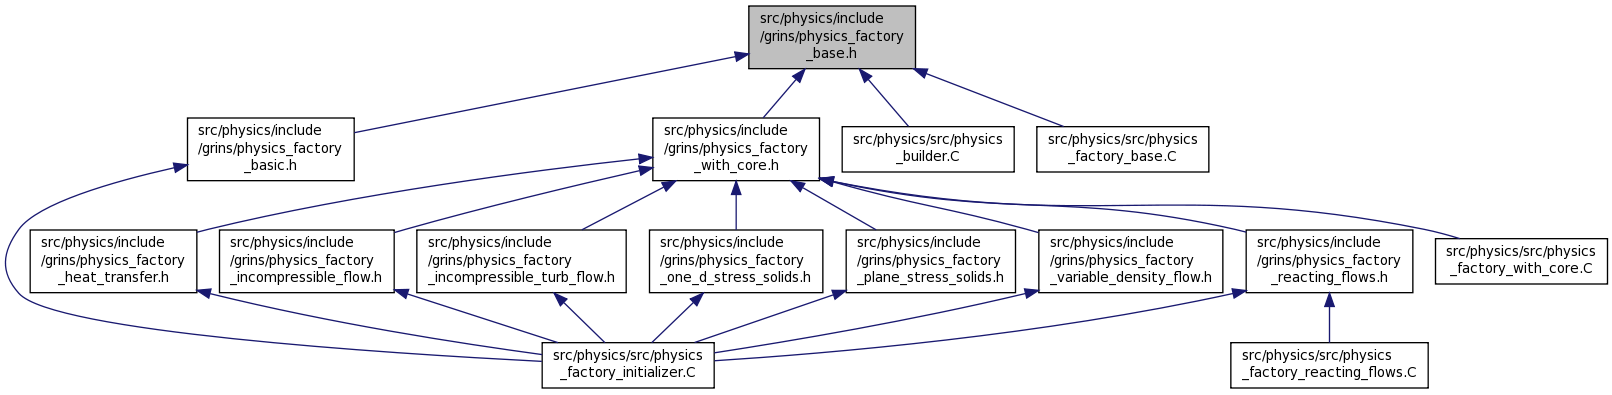 src/physics/include
/grins/physics_factory
_base.h
src/physics/include
/grins/physics_factory
_basic.h
src/physics/include
/grins/physics_factory
_with_core.h
src/physics/src/physics
_builder.C
src/physics/src/physics
_factory_base.C
src/physics/include
/grins/physics_factory
_heat_transfer.h
src/physics/include
/grins/physics_factory
_incompressible_flow.h
src/physics/include
/grins/physics_factory
_incompressible_turb_flow.h
src/physics/include
/grins/physics_factory
_one_d_stress_solids.h
src/physics/include
/grins/physics_factory
_plane_stress_solids.h
src/physics/include
/grins/physics_factory
_variable_density_flow.h
src/physics/include
/grins/physics_factory
_reacting_flows.h
src/physics/src/physics
_factory_with_core.C
src/physics/src/physics
_factory_initializer.C
src/physics/src/physics
_factory_reacting_flows.C